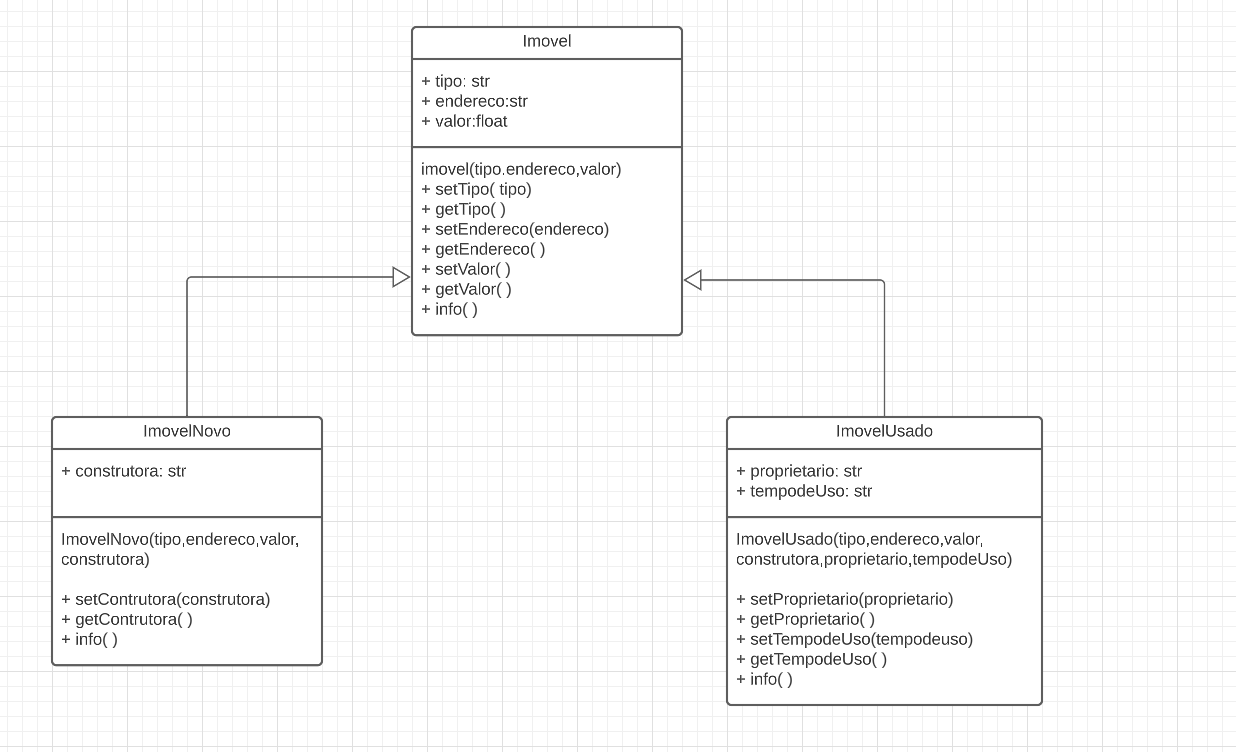 Imovel
+ tipo: str
+ endereco:str
+ valor:float
imovel(tipo.endereco,valor)
+ setTipo( tipo)
+ getTipo( )
+ setEndereco(endereco)
+ getEndereco( )
+ setValor( )
+ getValor( )
+ info( )
ImovelNovo
+ construtora: str
ImovelNovo(tipo,endereco,valor,
construtora)
+ setContrutora(construtora)
+ getContrutora( )
+ info( )
ImovelUsado
+ proprietario: str
+ tempodeUso: str
ImovelUsado(tipo,endereco,valor,
construtora,proprietario,tempodeUso)
+ setProprietario(proprietario)
+ getProprietario( )
+ setTempodeUso(tempodeuso)
+ getTempodeUso( )
+ info( )